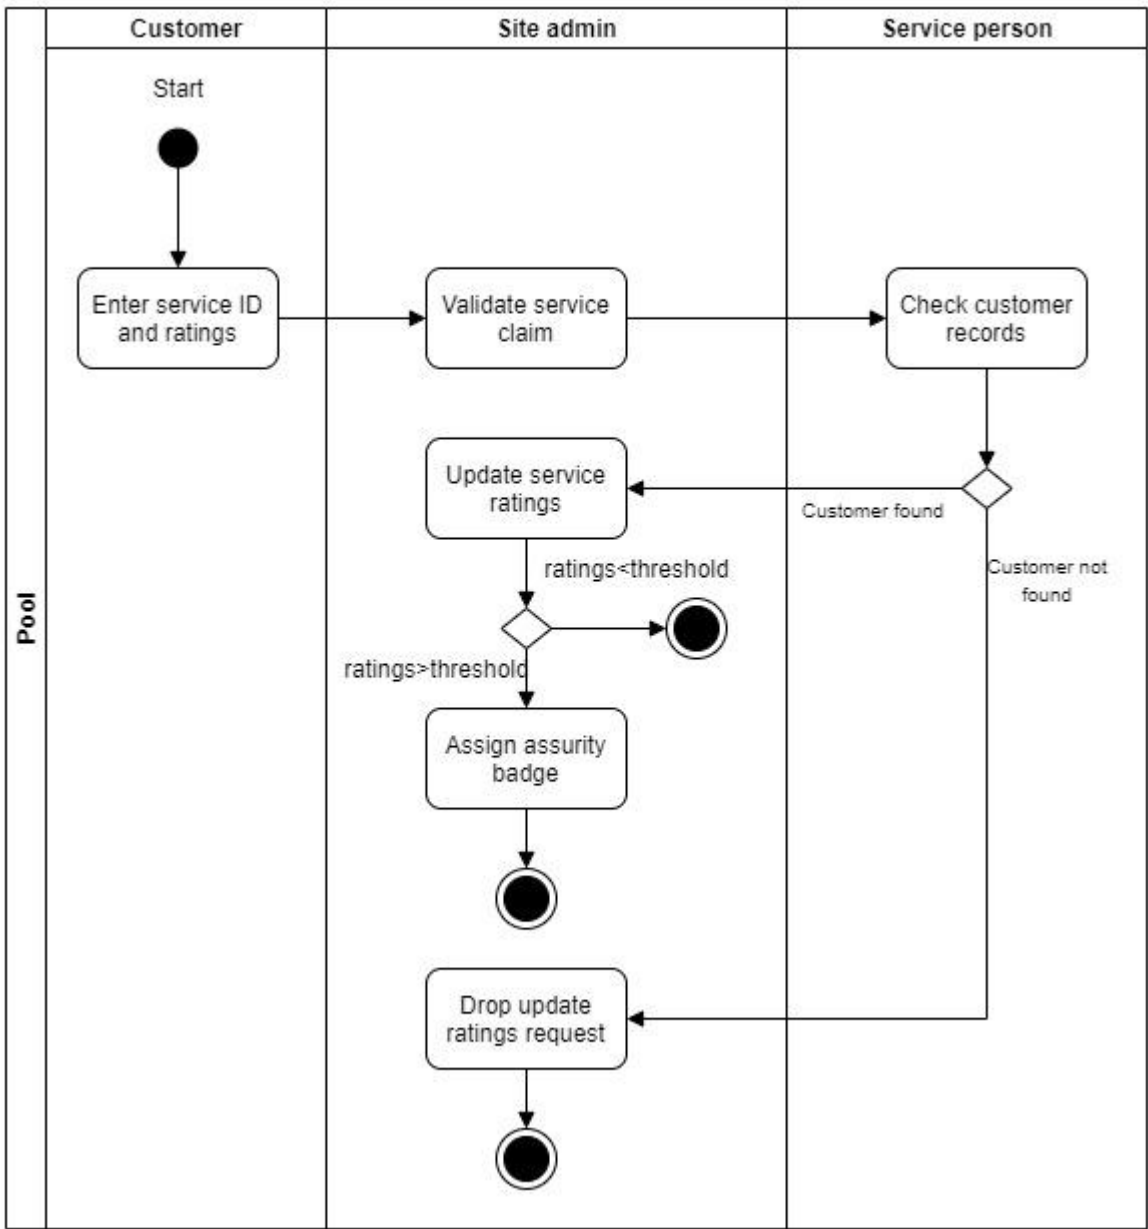 Customer
Site admin
Service person
Pool
Start
Enter service ID
and ratings
Validate service
claim
Check customer
records
Update service
ratings
Customer found
Customer not
found
ratings<threshold
ratings>threshold
Assign assurity
badge
Drop update
ratings request